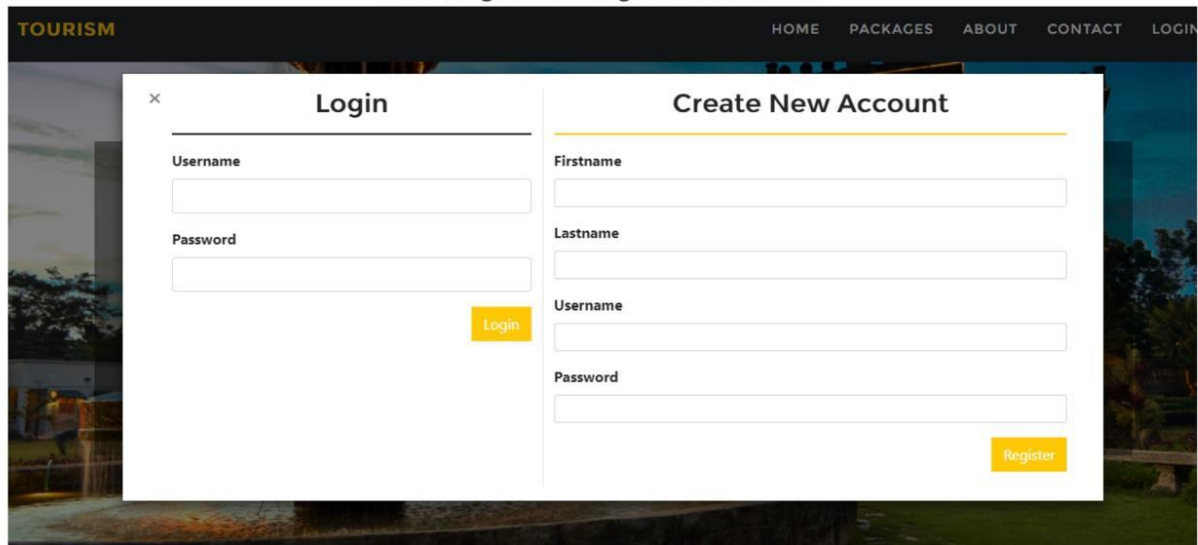 TOURISM
HOME PACKAGES ABOUT CONTACT LOGIN
×
Login
Username
Password
Login
Create New Account
Firstname
Lastname
Username
Password
Register